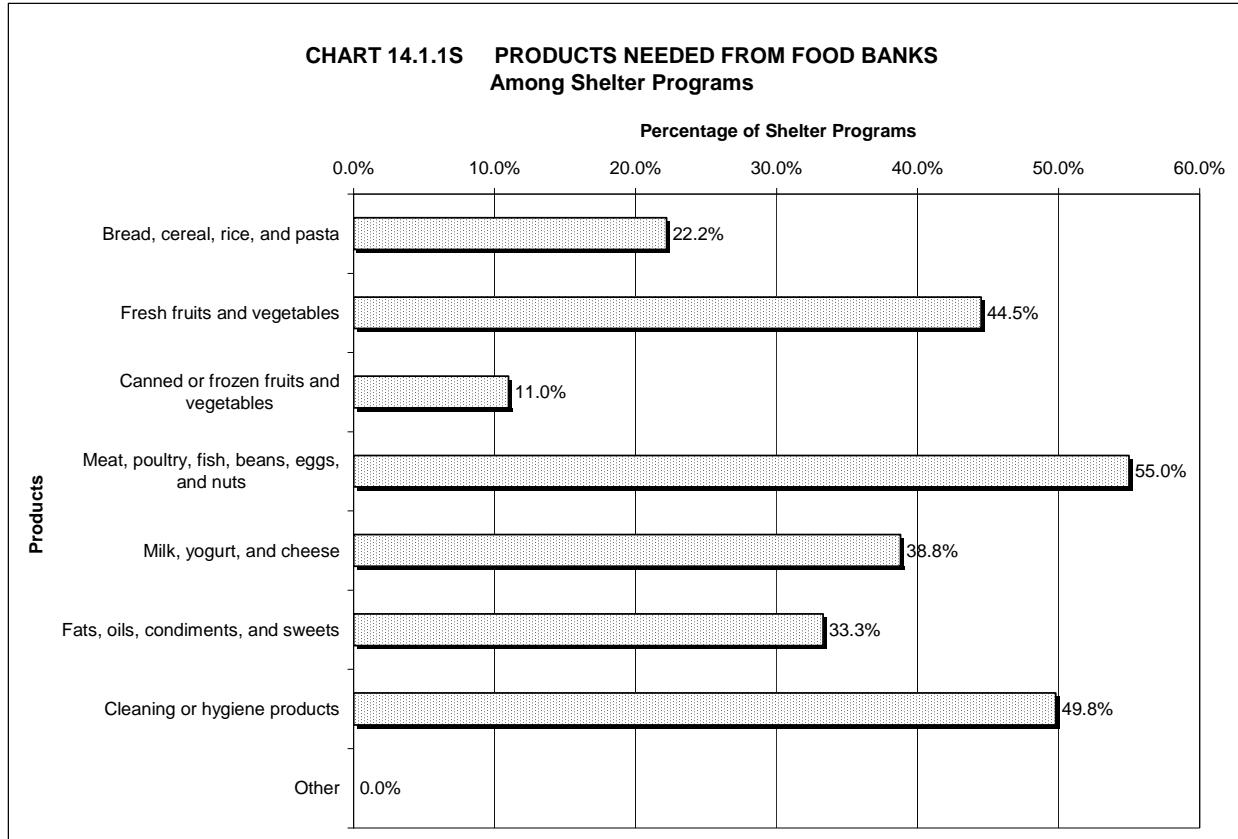 CHART 14.1.1S PRODUCTS NEEDED FROM FOOD BANKS
Among Shelter Programs
Percentage of Shelter Programs
0.0% 10.0% 20.0% 30.0% 40.0% 50.0% 60.0%
Products
Bread, cereal, rice, and pasta 22.2%
Fresh fruits and vegetables 44.5%
Canned or frozen fruits and
vegetables 11.0%
Meat, poultry, fish, beans, eggs,
and nuts 55.0%
Milk, yogurt, and cheese 38.8%
Fats, oils, condiments, and sweets 33.3%
Cleaning or hygiene products 49.8%
Other 0.0%